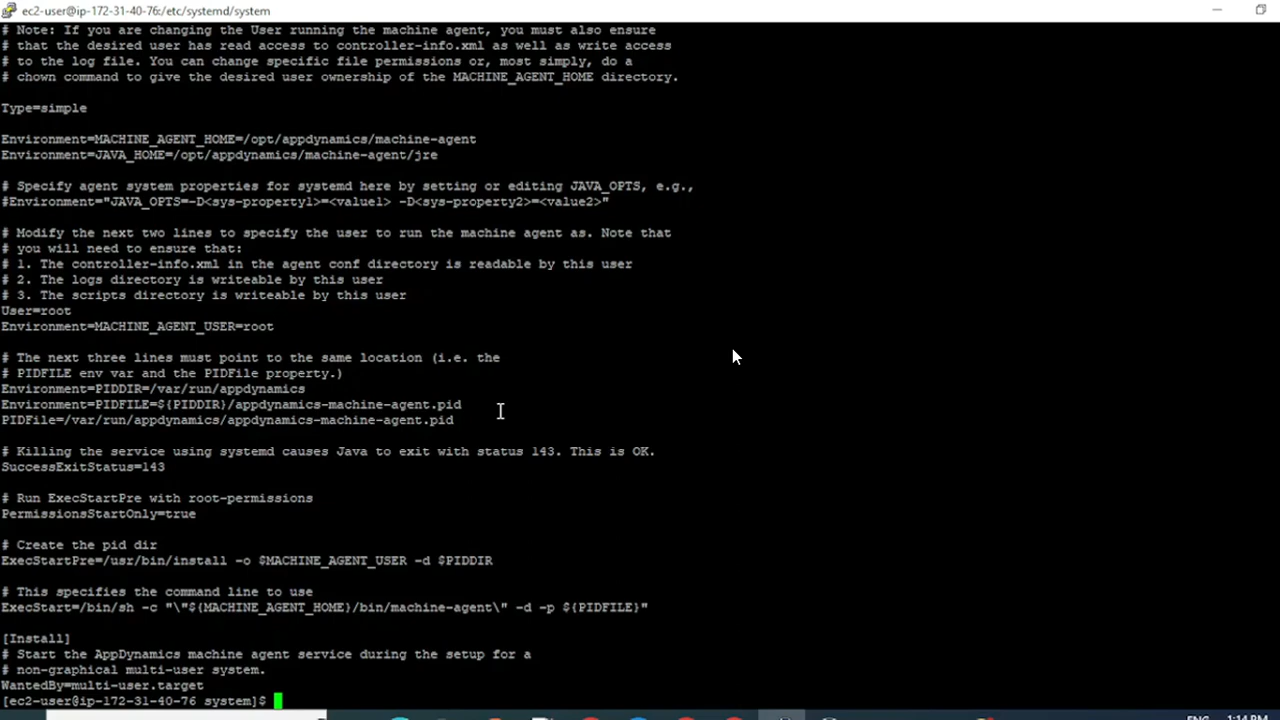 ec2-user@ip-172-31-40-76:/etc/systemd/system
# Note: If you are changing the User running the machine agent, you must also ensure
# that the desired user has read access to controller-info.xml as well as write access
# to the log file. You can change specific file permissions or, most simply, do a
# chown command to give the desired user ownership of the MACHINE_AGENT_HOME directory.
Type=simple
Environment=MACHINE_AGENT_HOME=/opt/appdynamics/machine-agent
Environment=JAVA_HOME=/opt/appdynamics/machine-agent/jre
# Specify agent system properties for systemd here by setting or editing JAVA_OPTS, e.g.,
#Environment="JAVA_OPTS=-D<sys-property1>=<value1> -D<sys-property2>=<value2>"
# Modify the next two lines to specify the user to run the machine agent as. Note that
# you will need to ensure that:
# 1. The controller-info.xml in the agent conf directory is readable by this user
# 2. The logs directory is writeable by this user
# 3. The scripts directory is writeable by this user
User=root
Environment=MACHINE_AGENT_USER=root
# The next three lines must point to the same location (i.e. the
# PIDFILE env var and the PIDFile property.)
Environment=PIDDIR=/var/run/appdynamics
Environment=PIDFILE=${PIDDIR}/appdynamics-machine-agent.pid
PIDFile=/var/run/appdynamics/appdynamics-machine-agent.pid
# Killing the service using systemd causes Java to exit with status 143. This is OK.
SuccessExitStatus=143
# Run ExecStartPre with root-permissions
PermissionsStartOnly=true
# Create the pid dir
ExecStartPre=/usr/bin/install -o $MACHINE_AGENT_USER -d $PIDDIR
# This specifies the command line to use
ExecStart=/bin/sh -c "\"${MACHINE_AGENT_HOME}/bin/machine-agent\" -d -p ${PIDFILE}"
[Install]
# Start the AppDynamics machine agent service during the setup for a
# non-graphical multi-user system.
WantedBy=multi-user.target
[ec2-user@ip-172-31-40-76 system]$
ENG 1:14 PM